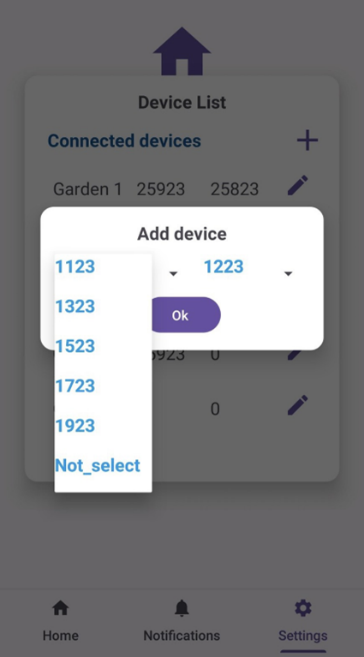 Device List
Connected devices
Garden 1 25923 25823
Add device
1123 1223
1323
Ok
1523
5923 0
1723
1923 0
Not_select
Home Notifications Settings